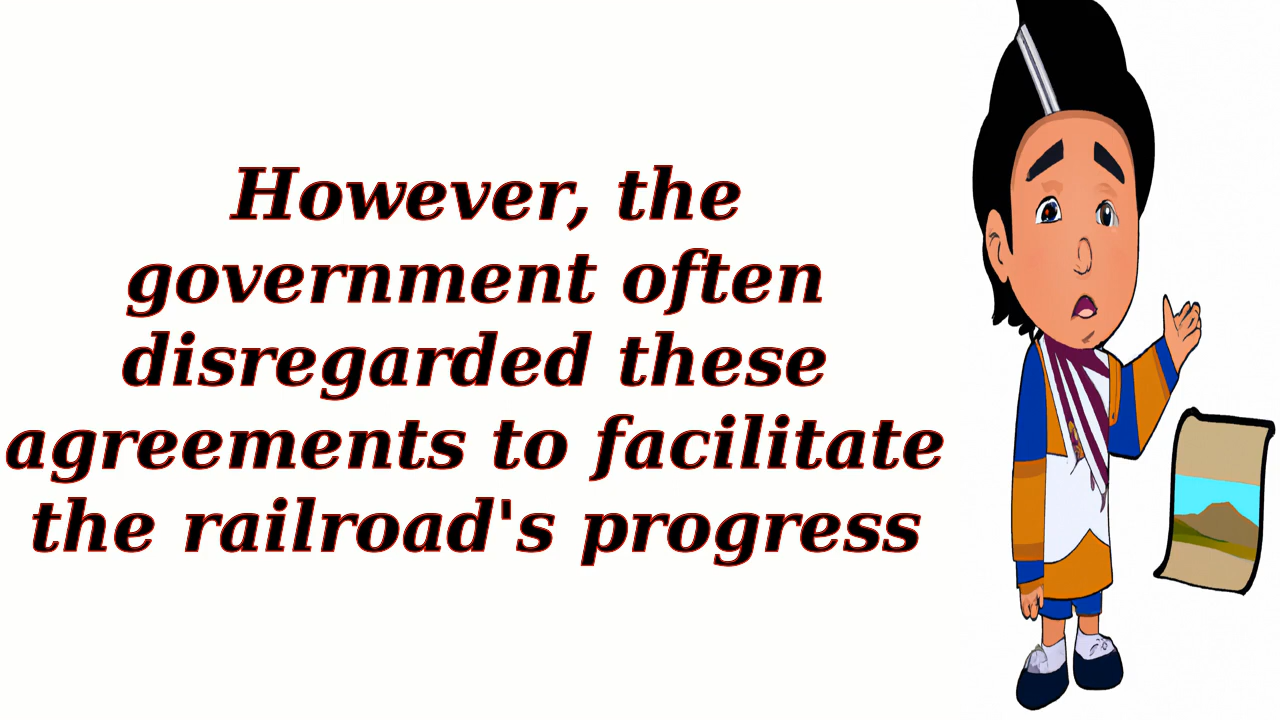 However, the
government often
disregarded these
agreements to facilitate
the railroad's progress